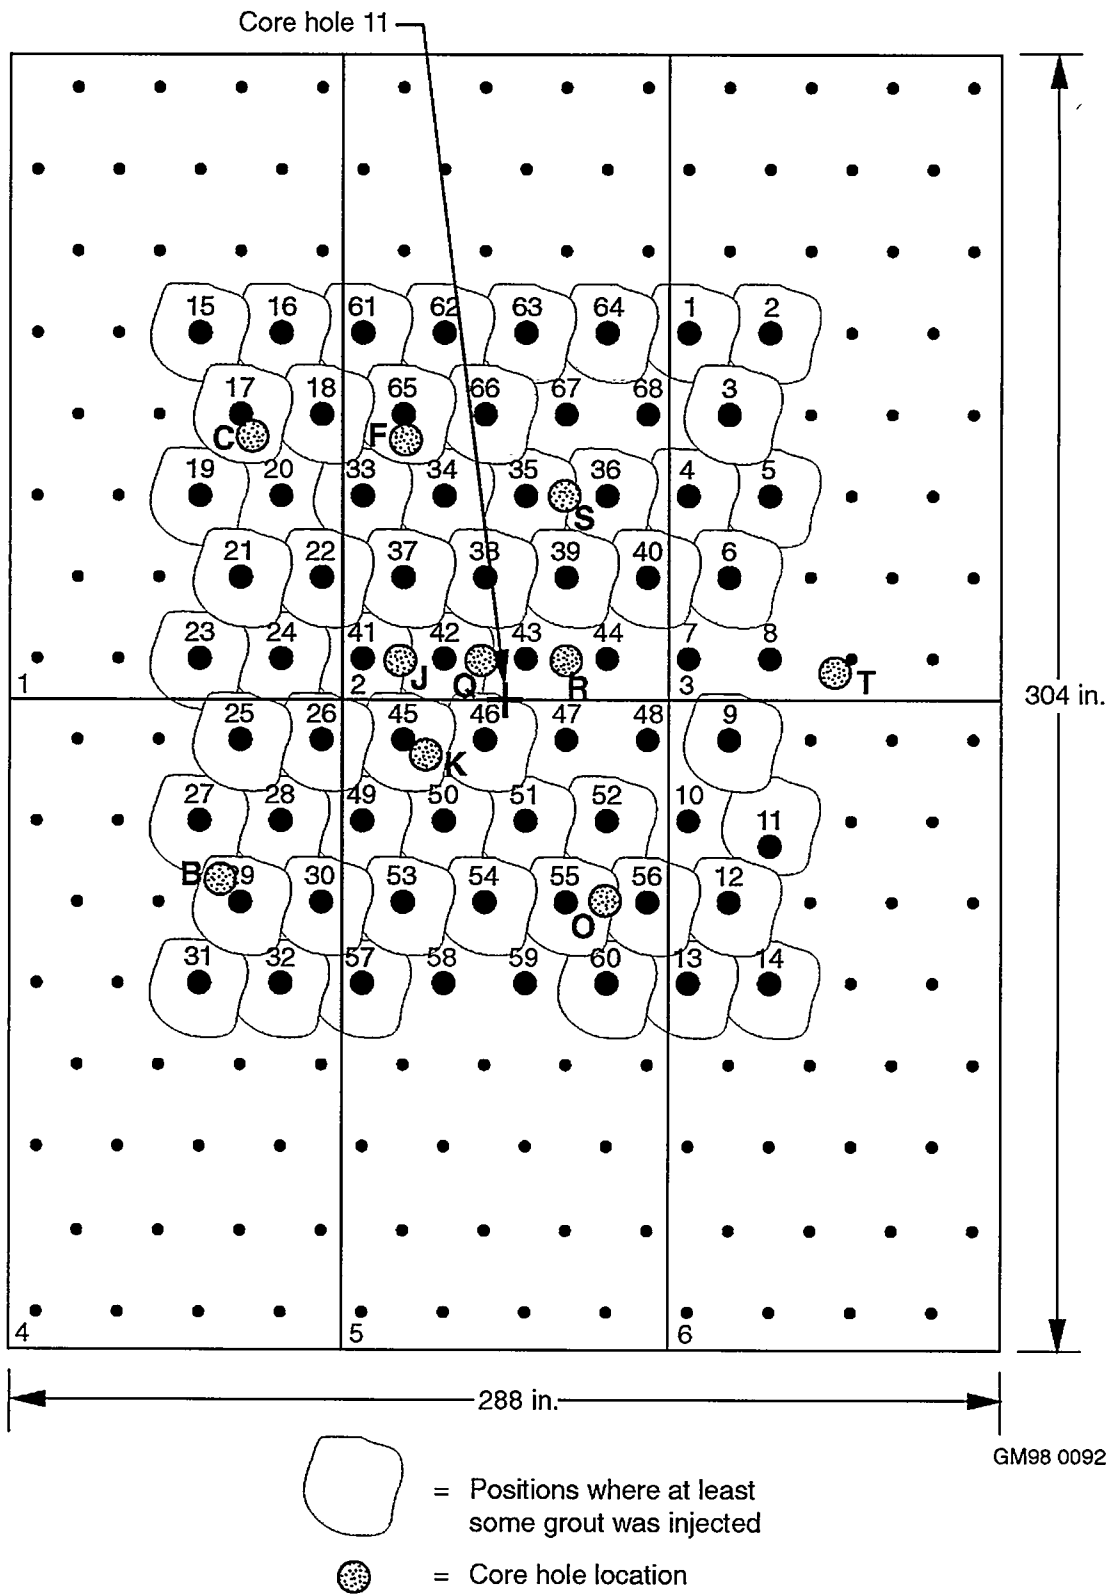 Core hole 11
15 16 61 62 63 64 1 2
17 18 65 66 67 68 3
C F
19 20 33 34 35 36 4 5
S
21 22 37 38 39 40 6
23 24 41 42 43 44 7 8
J Q R T
1 2 3
304 in.
25 26 45 46 47 48 9
K
27 28 49 50 51 52 10 11
B 29 30 53 54 55 56 12
O
31 32 57 58 59 60 13 14
4 5 6
288 in.
GM98 0092
= Positions where at least
some grout was injected
= Core hole location